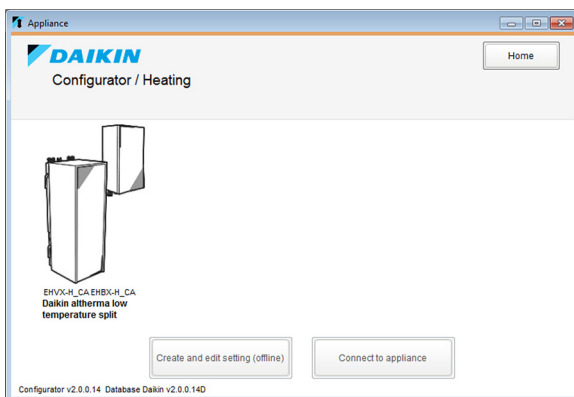 Appliance
DAIKIN
Home
Configurator / Heating
EHVX-H_CA EHBX-H_CA
Daikin altherma low
temperature split
Create and edit setting (offline)
Connect to appliance
Configurator v2.0.0.14 Database Daikin v2.0.0.14D